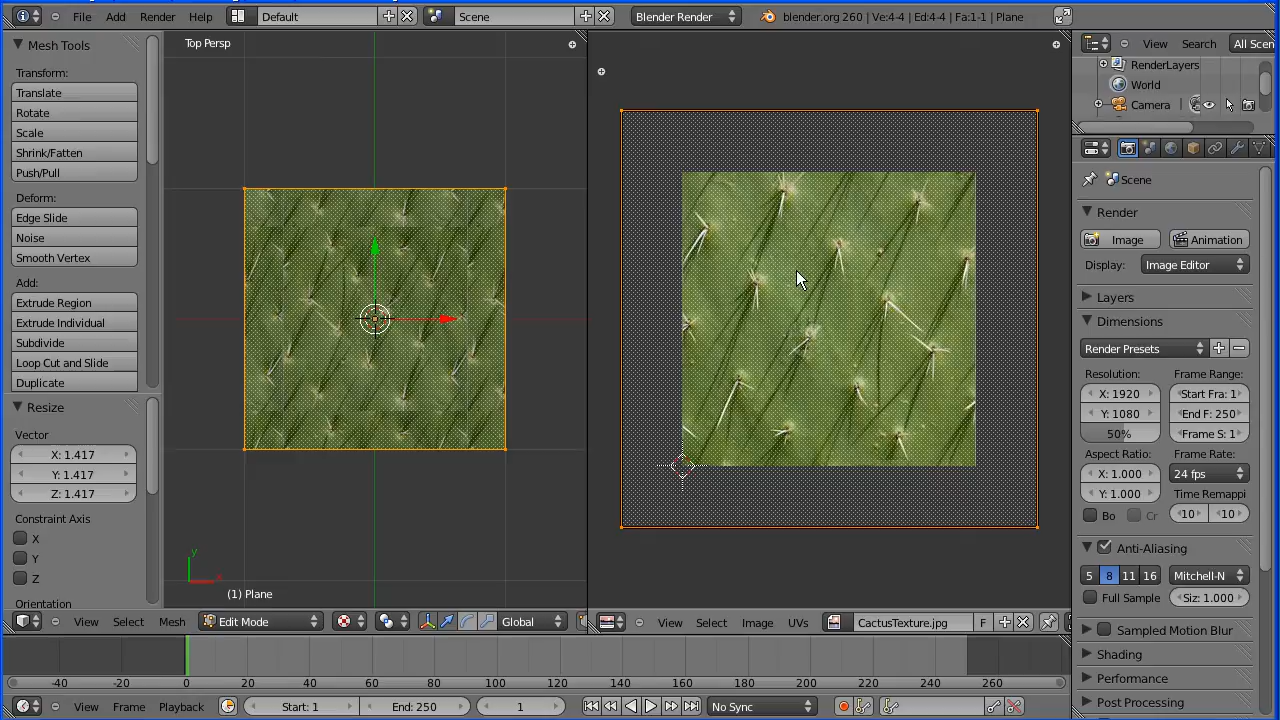 File Add Render Help Default Scene Blender Render blender.org 260 | Ve:4-4 | Ed:4-4 | Fa:1-1 | Plane
Mesh Tools
Transform:
Translate
Rotate
Scale
Shrink/Fatten
Push/Pull
Deform:
Edge Slide
Noise
Smooth Vertex
Add:
Extrude Region
Extrude Individual
Subdivide
Loop Cut and Slide
Duplicate
Resize
Vector
X: 1.417
Y: 1.417
Z: 1.417
Constraint Axis
X
Y
Z
Orientation
Top Persp
y
x
(1) Plane
View Select Mesh Edit Mode Global
View Select Image UVs CactusTexture.jpg F
View Search All Scen
RenderLayers
World
Camera
Scene
Render
Image Animation
Display: Image Editor
Layers
Dimensions
Render Presets
Resolution: Frame Range:
X: 1920 Start Fra: 1
Y: 1080 End F: 250
50% Frame S: 1
Aspect Ratio: Frame Rate:
X: 1.000 24 fps
Y: 1.000 Time Remappi
Bo Cr 10 10
Anti-Aliasing
5 8 11 16 Mitchell-N
Full Sample Siz: 1.000
Sampled Motion Blur
Shading
Performance
Post Processing
-40 -20 0 20 40 60 80 100 120 140 160 180 200 220 240 260
View Frame Playback Start: 1 End: 250 1 No Sync